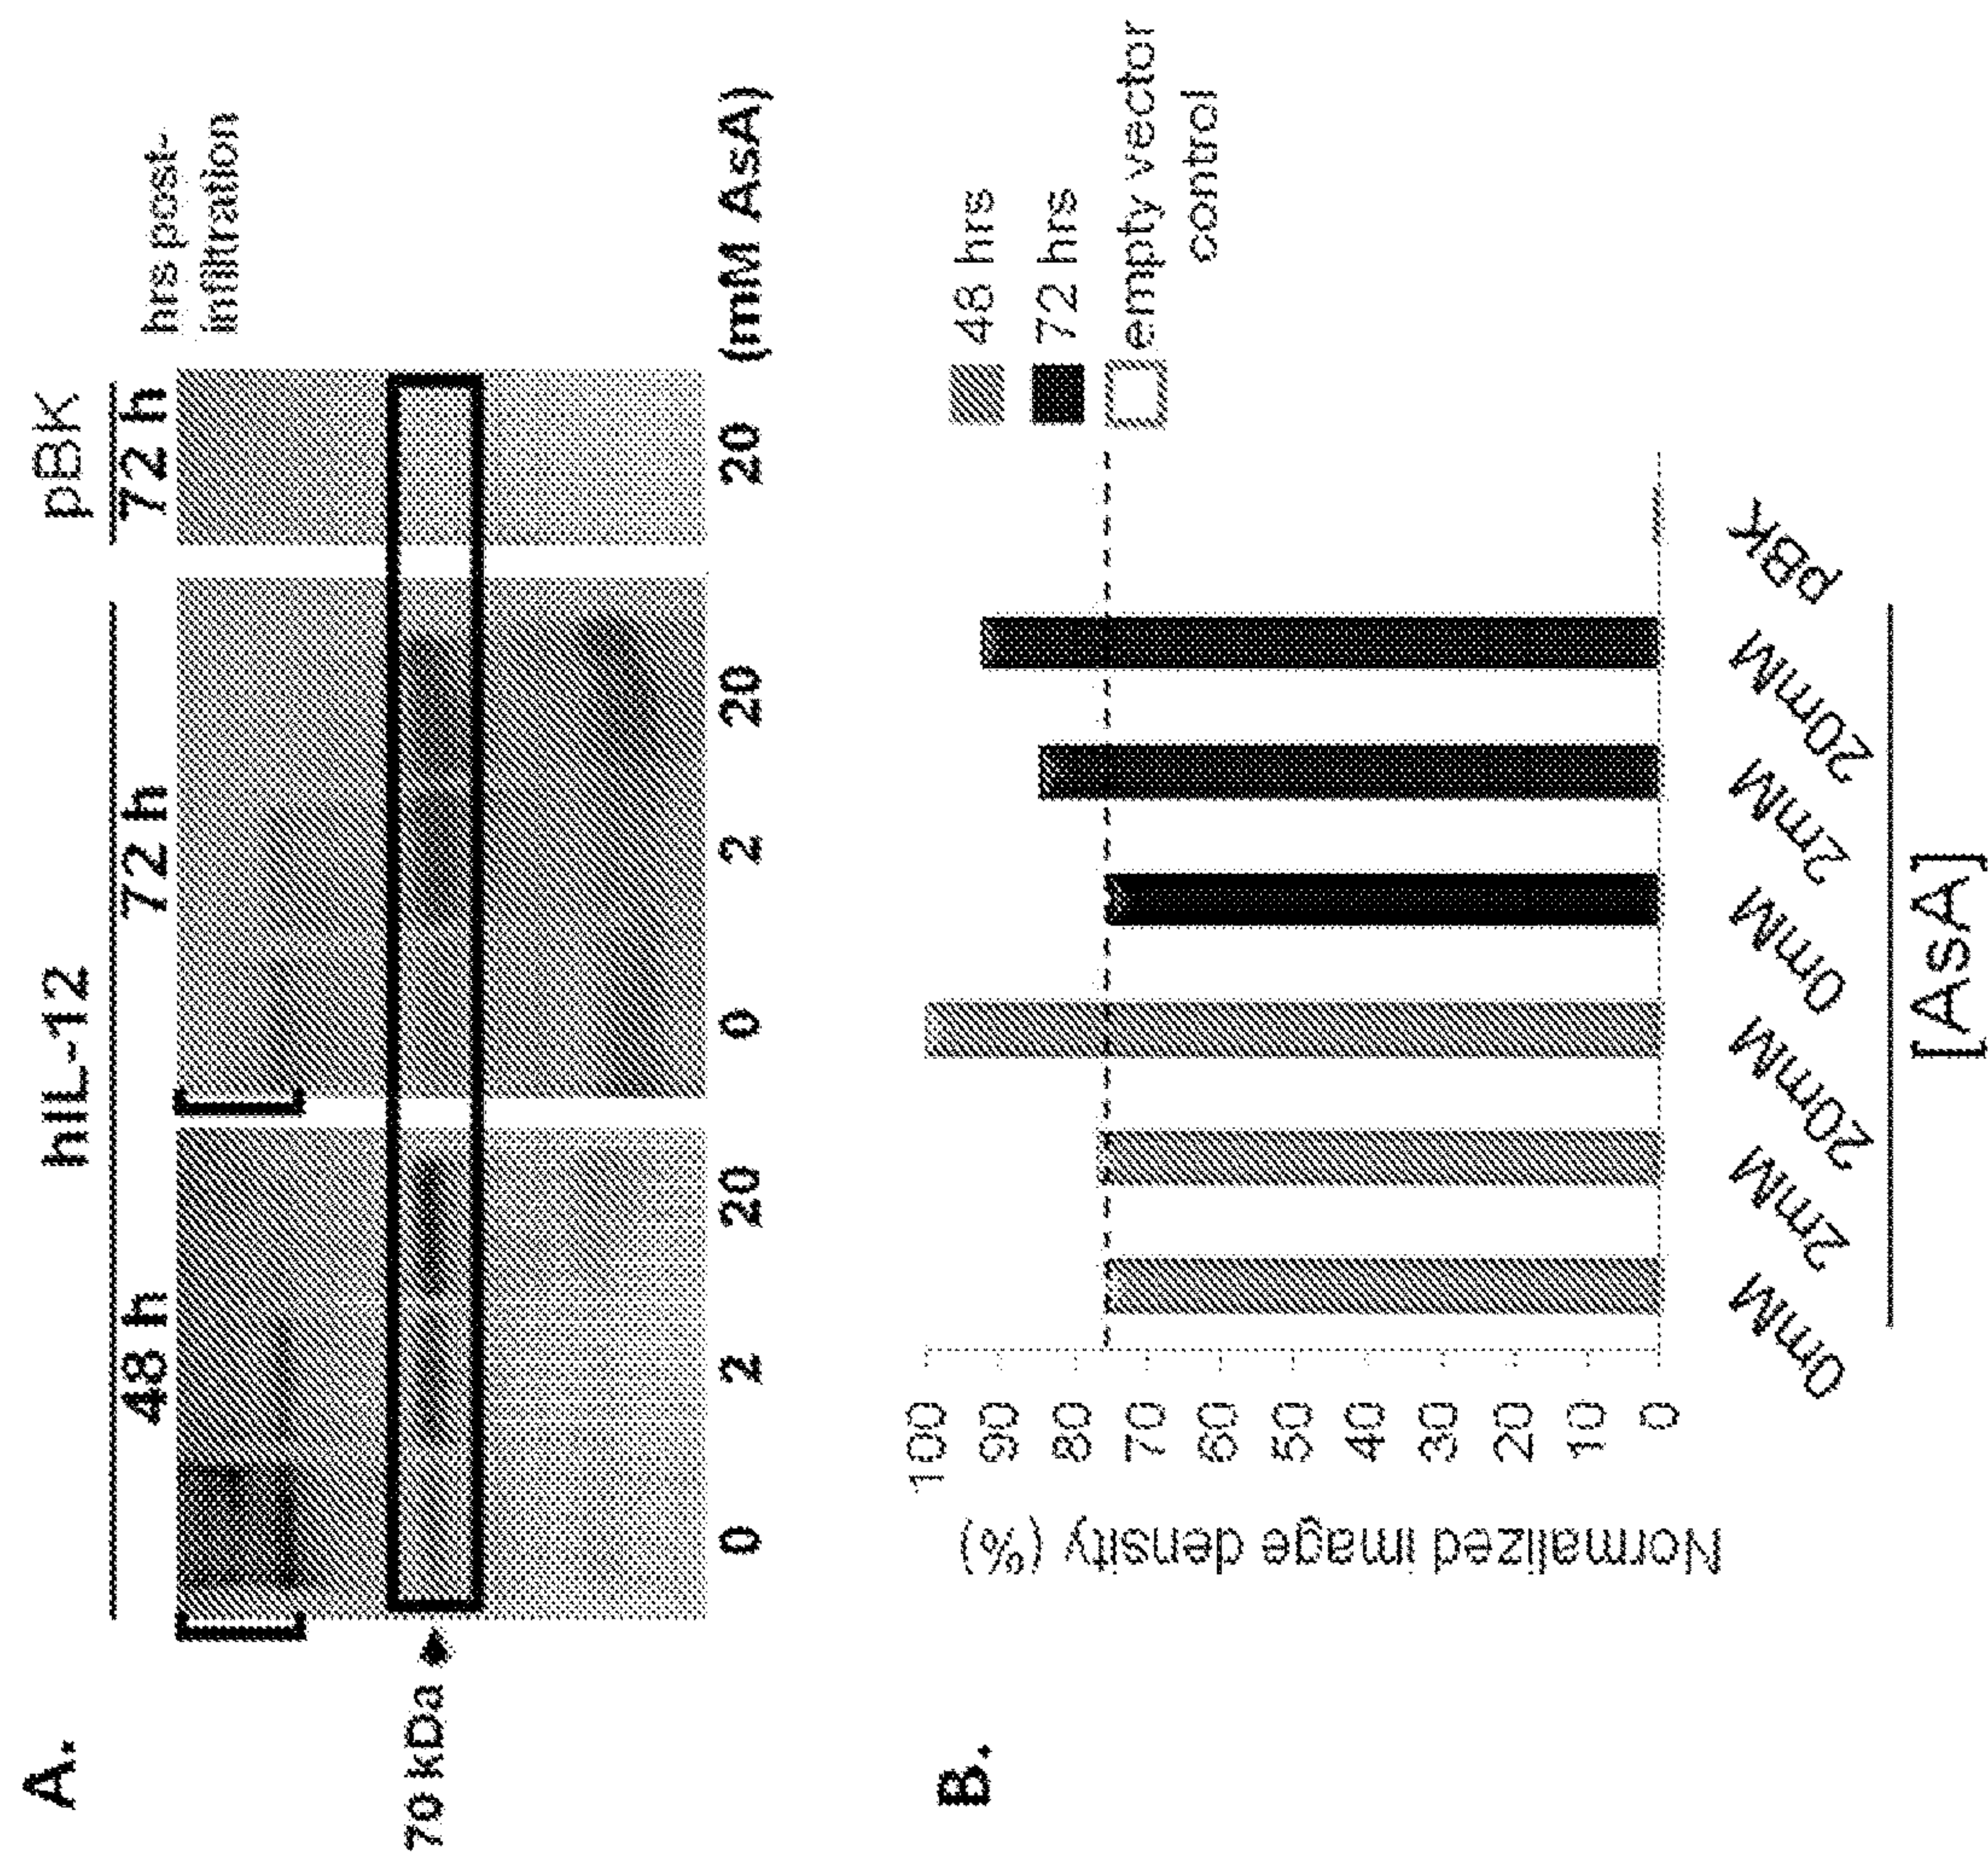 A.
hIL-12
pBK
48 h
72 h
72 h
hrs post-
infiltration
70 kDa
0
2
20
0
2
20
20
(mM AsA)
B.
Normalized image density (%)
100
90
80
70
60
50
40
30
20
10
0
48 hrs
72 hrs
empty vector
control
0mM
2mM
20mM
0mM
2mM
20mM
pBK
[AsA]